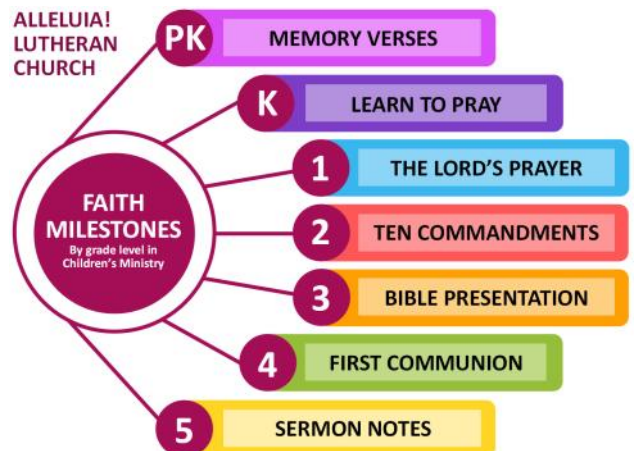 ALLELUIA!
LUTHERAN
CHURCH
PK MEMORY VERSES
K LEARN TO PRAY
1 THE LORD'S PRAYER
FAITH
MILESTONES
By grade level in
Children's Ministry
2 TEN COMMANDMENTS
3 BIBLE PRESENTATION
4 FIRST COMMUNION
5 SERMON NOTES